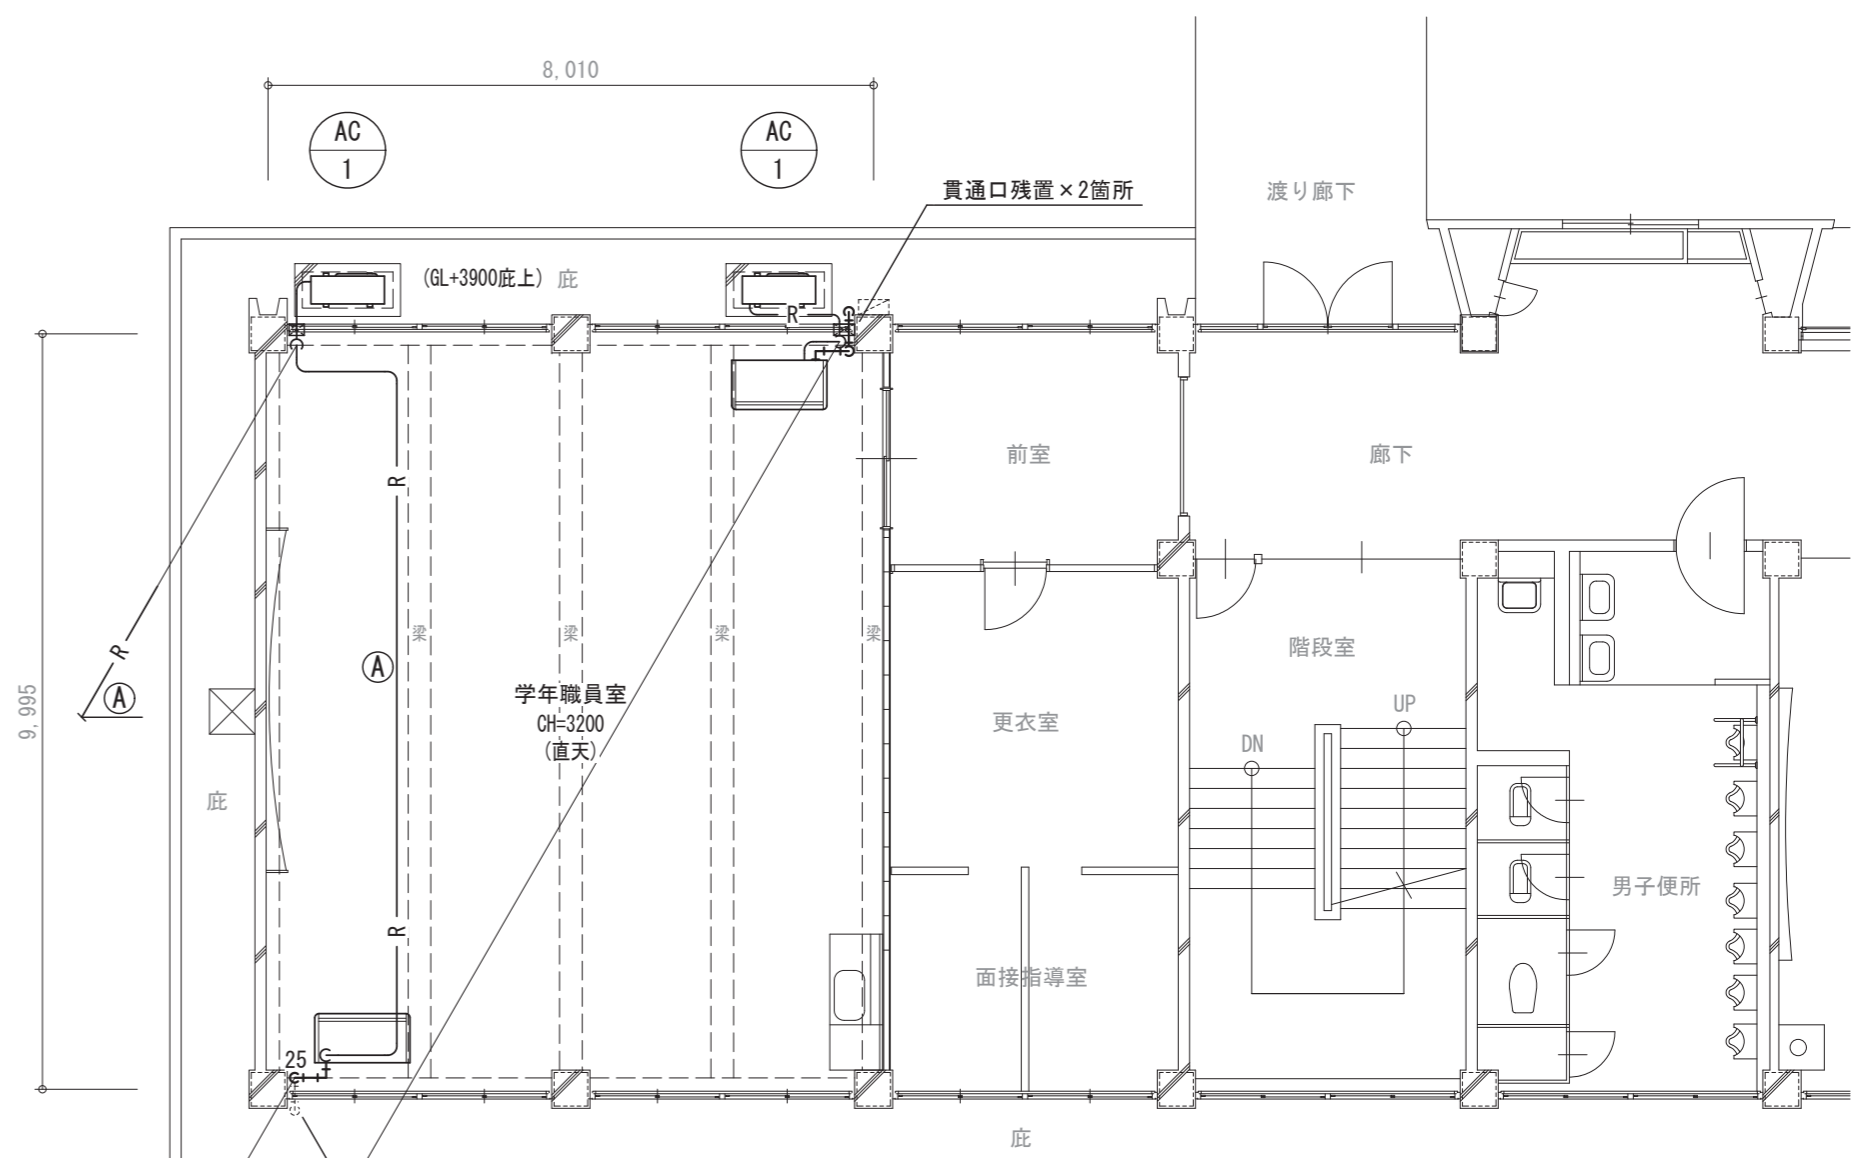 8,010
AC
1
AC
1
貫通口残置×2箇所
渡り廊下
(GL+3900庇上)
庇
R
前室
廊下
R
梁
梁
梁
梁
階段室
R
A
A
学年職員室
CH=3200
(直天)
9,995
更衣室
UP
DN
庇
男子便所
R
面接指導室
25
庇